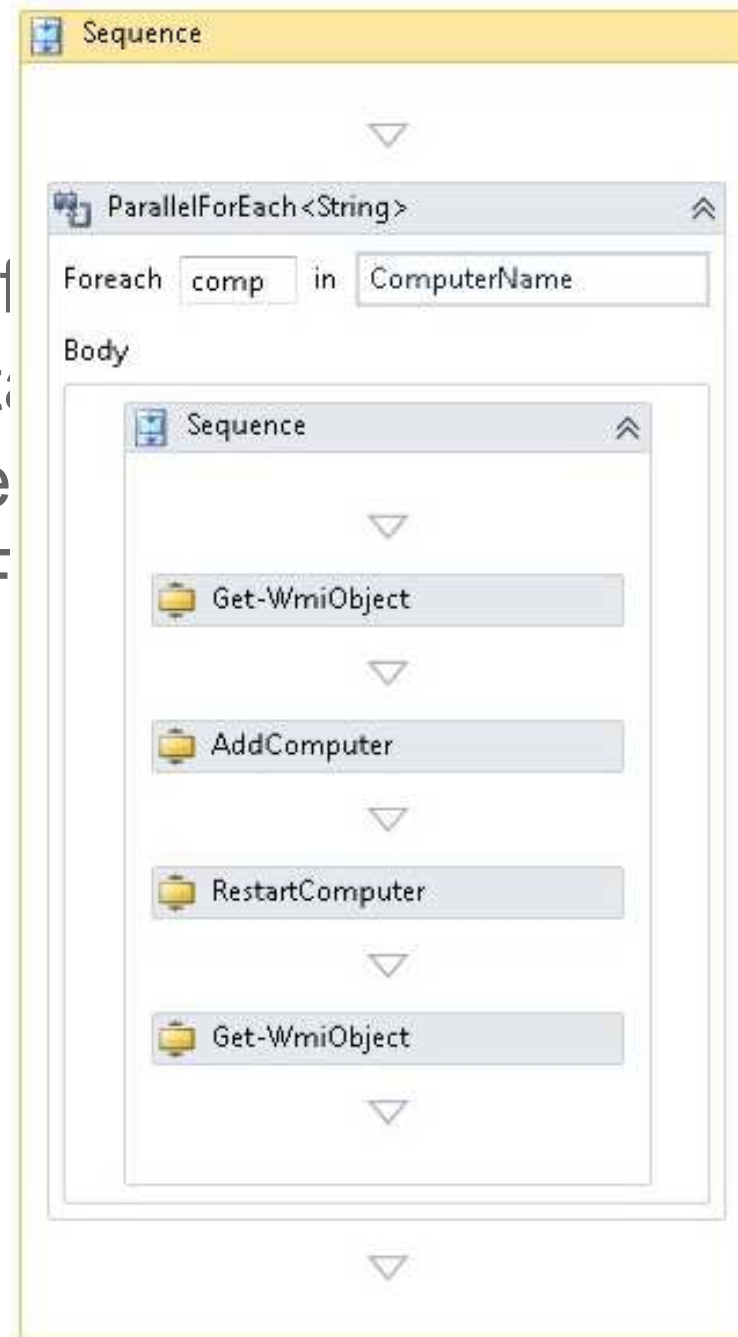 Sequence
ParallelForEach<String>
Foreach comp in ComputerName
Body
Sequence
Get-WmiObject
AddComputer
RestartComputer
Get-WmiObject